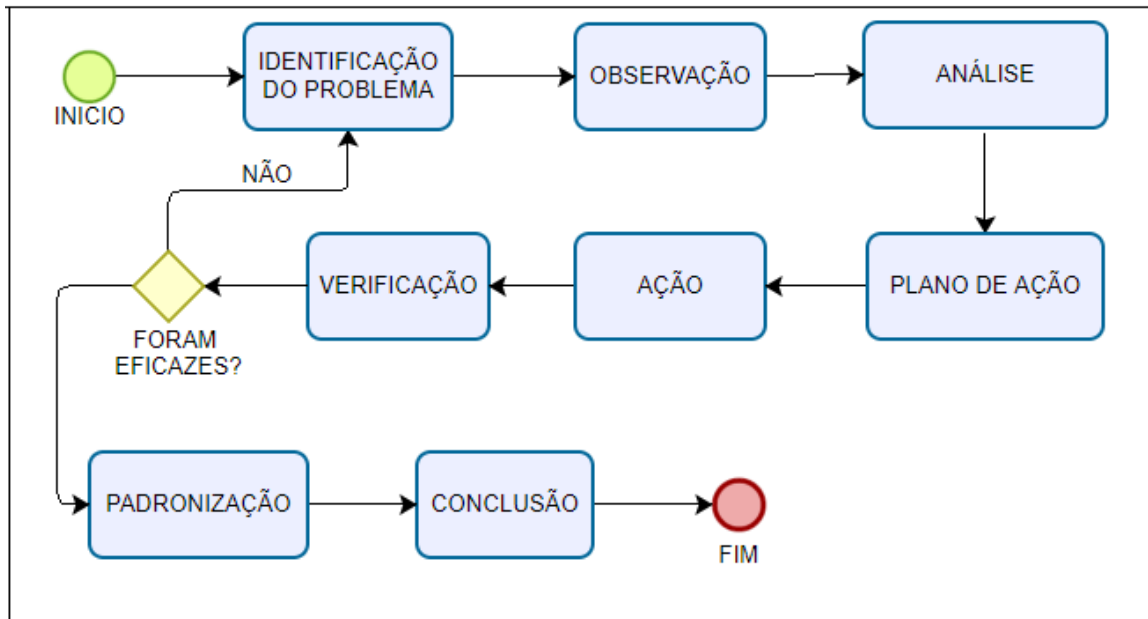 INICIO
IDENTIFICAÇÃO
DO PROBLEMA
OBSERVAÇÃO
ANÁLISE
NÃO
FORAM
EFICAZES?
VERIFICAÇÃO
AÇÃO
PLANO DE AÇÃO
PADRONIZAÇÃO
CONCLUSÃO
FIM